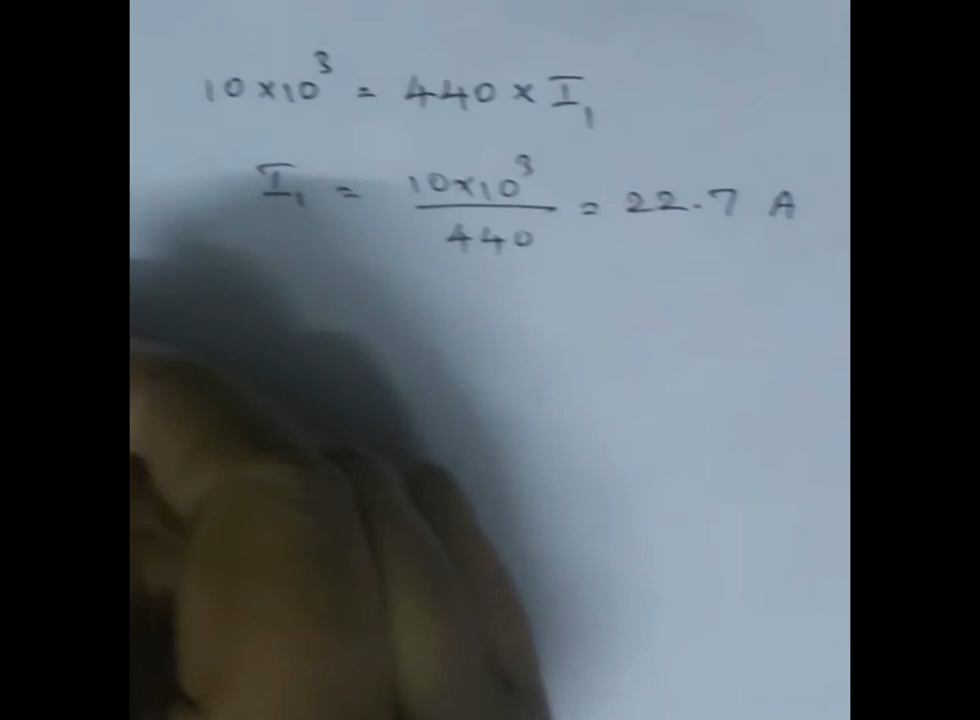 10×10³ = 440 × I₁
I₁ = 10×10³/440 = 22.7 A